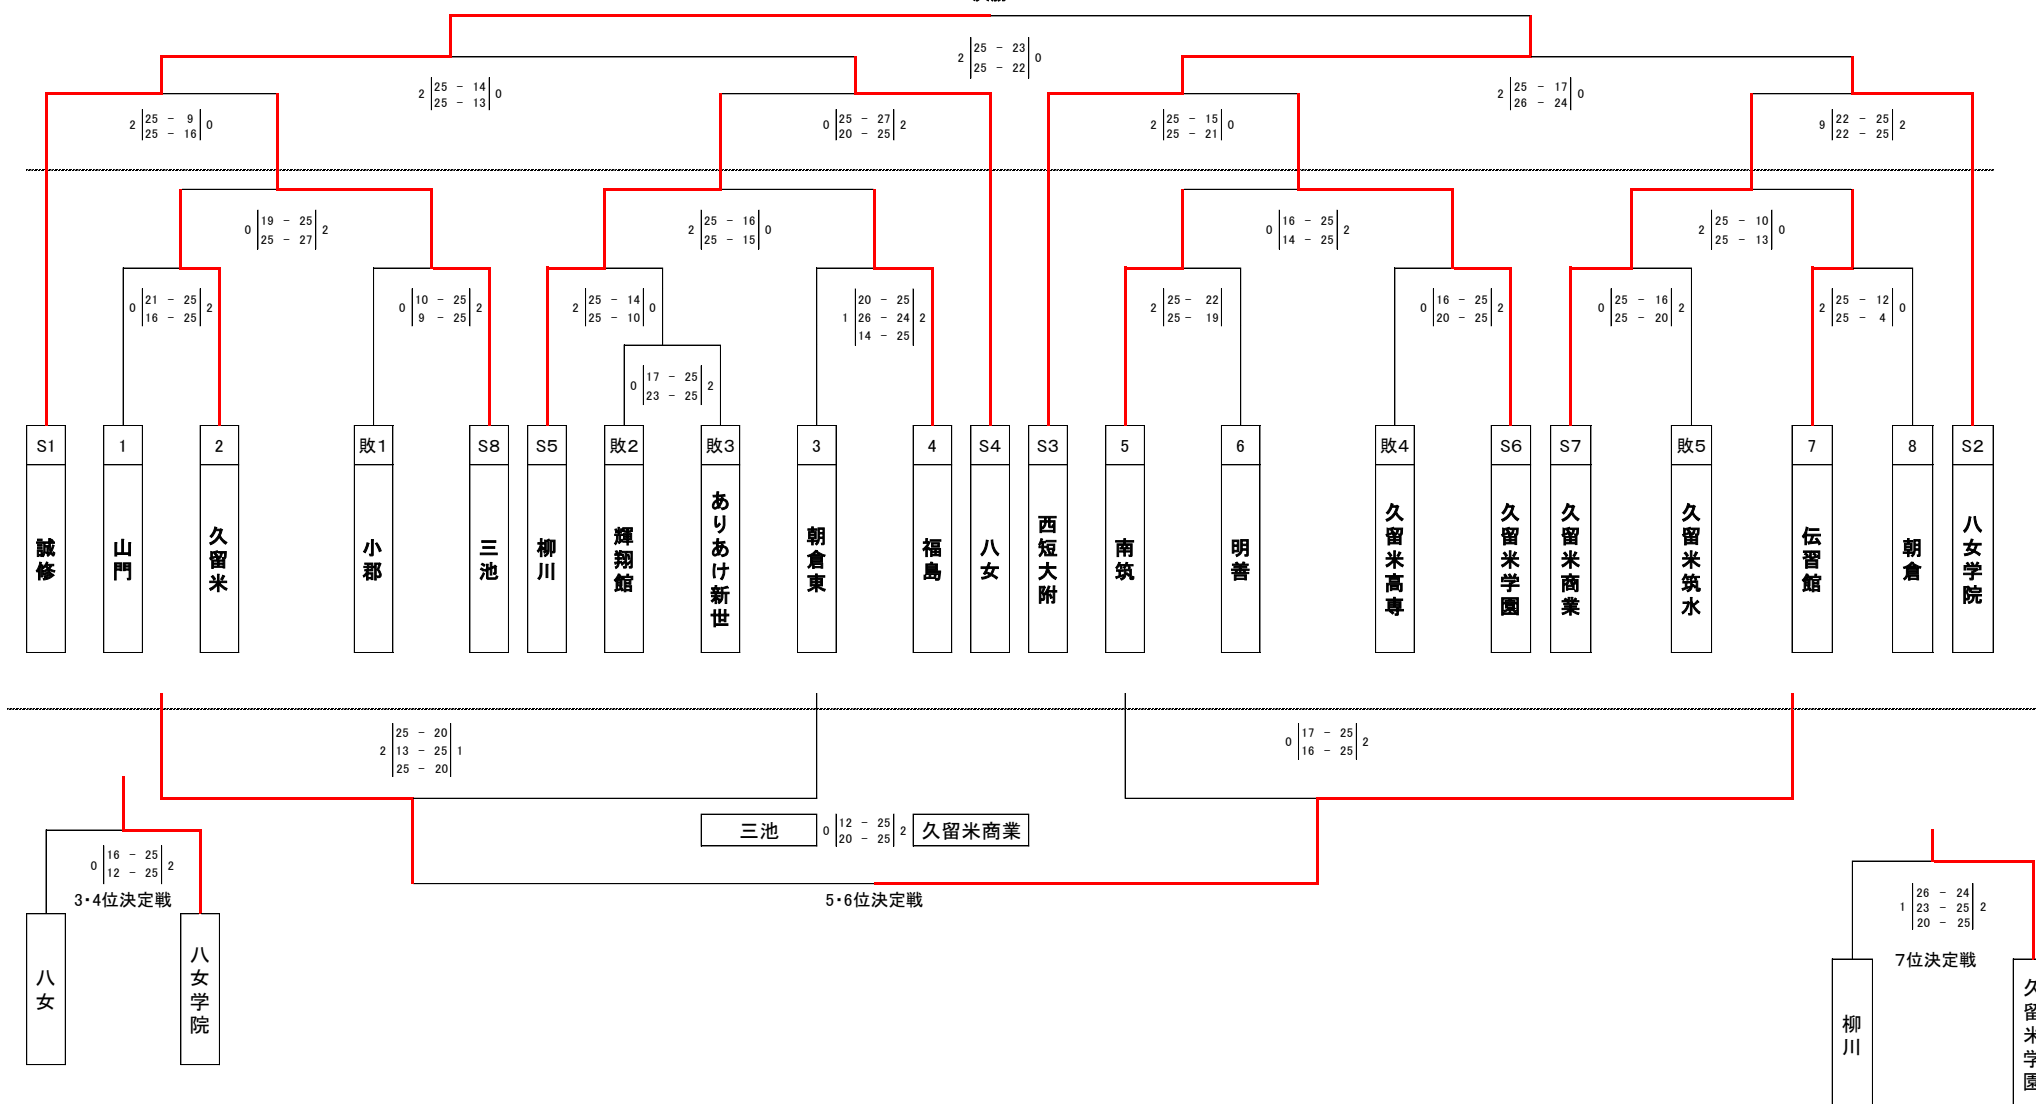 2 25 - 23 0
25 - 22
2 25 - 14 0
25 - 13
2 25 - 17 0
26 - 24
2 25 - 9 0
25 - 16
0 25 - 27 2
20 - 25
2 25 - 15 0
25 - 21
9 22 - 25 2
22 - 25
0 19 - 25 2
25 - 27
2 25 - 16 0
25 - 15
0 16 - 25 2
14 - 25
2 25 - 10 0
25 - 13
0 21 - 25 2
16 - 25
0 10 - 25 2
9 - 25
2 25 - 14 0
25 - 10
20 - 25
1 26 - 24 2
14 - 25
2 25 - 22
25 - 19
0 16 - 25 2
20 - 25
0 25 - 16 2
25 - 20
2 25 - 12 0
25 - 4
0 17 - 25 2
23 - 25
S1 1 2 敗1 S8 S5 敗2 敗3 3 4 S4 S3 5 6 敗4 S6 S7 敗5 7 8 S2
誠修
山門
久留米
小郡
三池
柳川
輝翔館
ありあけ新世
朝倉東
福島
八女
西短大附
南筑
明善
久留米高専
久留米学園
久留米商業
久留米筑水
伝習館
朝倉
八女学院
25 - 20
2 13 - 25 1
25 - 20
0 17 - 25 2
16 - 25
三池 0 12 - 25 2 久留米商業
20 - 25
5・6位決定戦
0 16 - 25 2
12 - 25
3・4位決定戦
八女
八女学院
26 - 24
1 23 - 25 2
20 - 25
7位決定戦
柳川
久留米学園